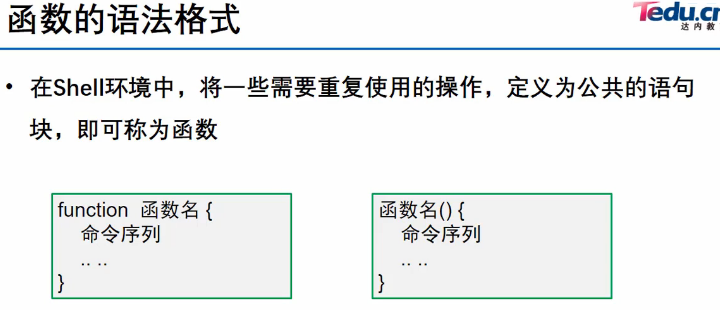 函数的语法格式
Tedu.cn
达内教
• 在Shell环境中，将一些需要重复使用的操作，定义为公共的语句
块，即可称为函数
function 函数名 {
命令序列
.. ..
}
函数名() {
命令序列
.. ..
}